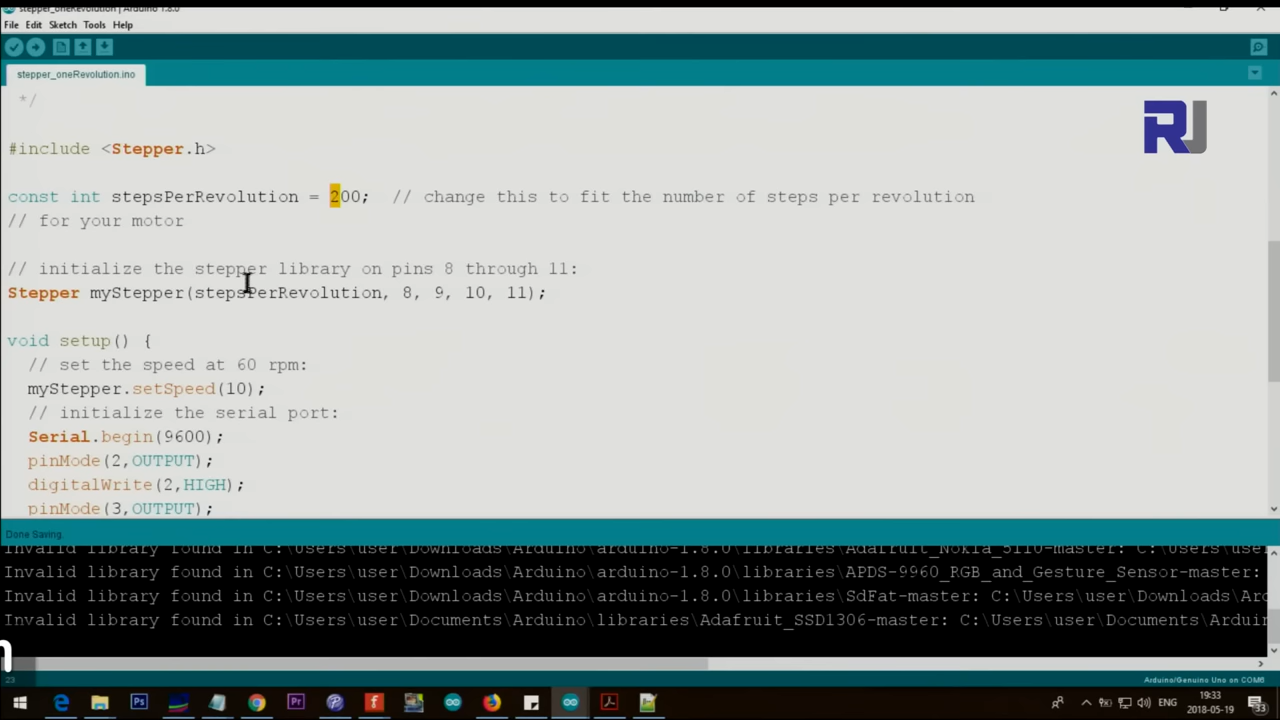 stepper_oneRevolution | Arduino 1.8.0
File Edit Sketch Tools Help
stepper_oneRevolution.ino
*/
RJ
#include <Stepper.h>
const int stepsPerRevolution = 200;  // change this to fit the number of steps per revolution
// for your motor
// initialize the stepper library on pins 8 through 11:
Stepper myStepper(stepsPerRevolution, 8, 9, 10, 11);
void setup() {
// set the speed at 60 rpm:
myStepper.setSpeed(10);
// initialize the serial port:
Serial.begin(9600);
pinMode(2,OUTPUT);
digitalWrite(2,HIGH);
pinMode(3,OUTPUT);
Done Saving.
Invalid library found in C:\Users\user\Downloads\Arduino\arduino-1.8.0\libraries\Adafruit_Nokia_5110-master: C:\Users\user
Invalid library found in C:\Users\user\Downloads\Arduino\arduino-1.8.0\libraries\APDS-9960_RGB_and_Gesture_Sensor-master:
Invalid library found in C:\Users\user\Downloads\Arduino\arduino-1.8.0\libraries\SdFat-master: C:\Users\user\Downloads\Ard
Invalid library found in C:\Users\user\Documents\Arduino\libraries\Adafruit_SSD1306-master: C:\Users\user\Documents\Arduin
23
Arduino/Genuino Uno on COM6
Ps
Pr
ENG
19:33
2018-05-19
33